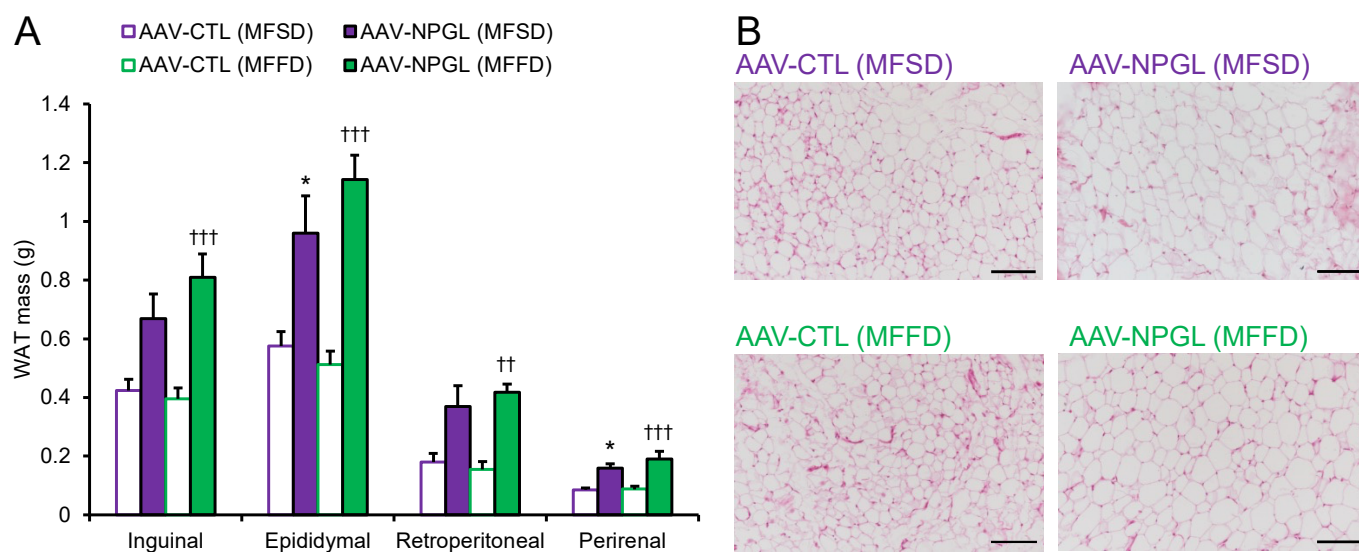 A
AAV-CTL (MFSD) AAV-NPGL (MFSD)
AAV-CTL (MFFD) AAV-NPGL (MFFD)
WAT mass (g)
1.4
1.2
1
0.8
0.6
0.4
0.2
0
†††
*
†††
††
*
†††
Inguinal Epididymal Retroperitoneal Perirenal
B
AAV-CTL (MFSD) AAV-NPGL (MFSD)
AAV-CTL (MFFD) AAV-NPGL (MFFD)